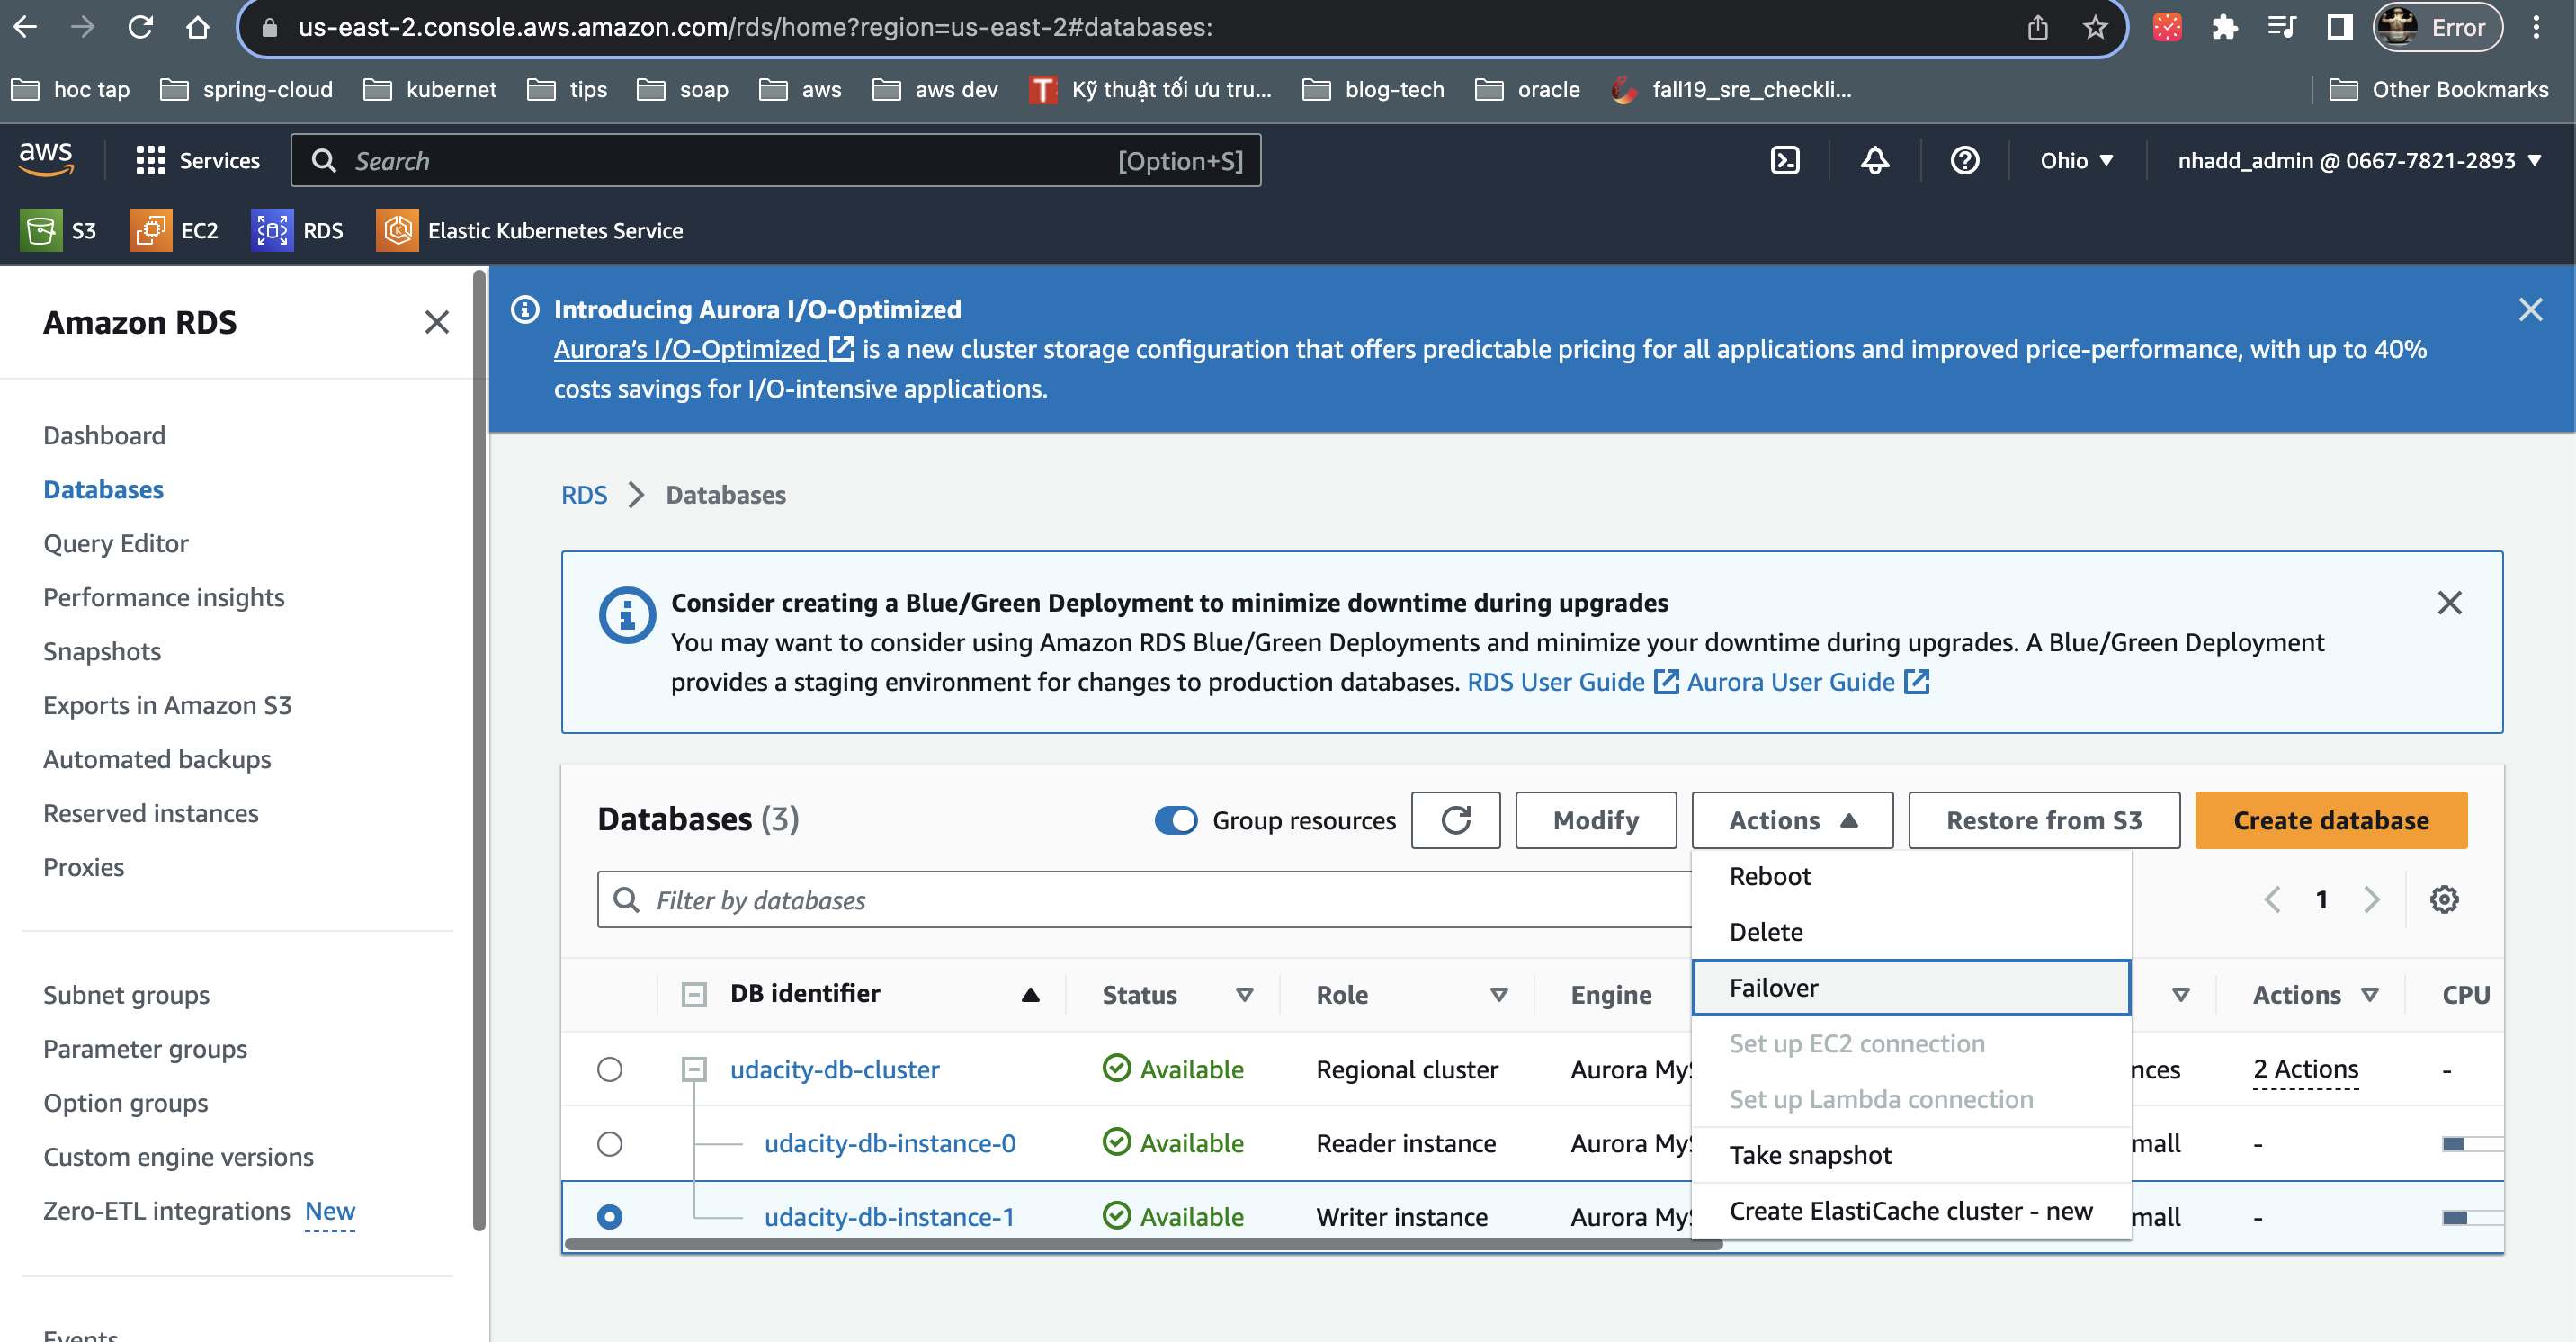 us-east-2.console.aws.amazon.com/rds/home?region=us-east-2#databases:
Error
hoc tap
spring-cloud
kubernet
tips
soap
aws
aws dev
T
Kỹ thuật tối ưu tru...
blog-tech
oracle
fall19_sre_checkli...
Other Bookmarks
aws
Services
Search
[Option+S]
Ohio
nhadd_admin @ 0667-7821-2893
S3
EC2
RDS
Elastic Kubernetes Service
Amazon RDS
Dashboard
Databases
Query Editor
Performance insights
Snapshots
Exports in Amazon S3
Automated backups
Reserved instances
Proxies
Subnet groups
Parameter groups
Option groups
Custom engine versions
Zero-ETL integrations New
Events
Introducing Aurora I/O-Optimized
Aurora’s I/O-Optimized is a new cluster storage configuration that offers predictable pricing for all applications and improved price-performance, with up to 40%
costs savings for I/O-intensive applications.
RDS
Databases
Consider creating a Blue/Green Deployment to minimize downtime during upgrades
You may want to consider using Amazon RDS Blue/Green Deployments and minimize your downtime during upgrades. A Blue/Green Deployment
provides a staging environment for changes to production databases. RDS User Guide Aurora User Guide
Databases (3)
Group resources
Modify
Actions
Restore from S3
Create database
Filter by databases
1
Reboot
Delete
Failover
Set up EC2 connection
Set up Lambda connection
Take snapshot
Create ElastiCache cluster - new
DB identifier
Status
Role
Engine
Actions
CPU
udacity-db-cluster
Available
Regional cluster
Aurora MyS
nces
2 Actions
-
udacity-db-instance-0
Available
Reader instance
Aurora MyS
mall
-
udacity-db-instance-1
Available
Writer instance
Aurora MyS
mall
-